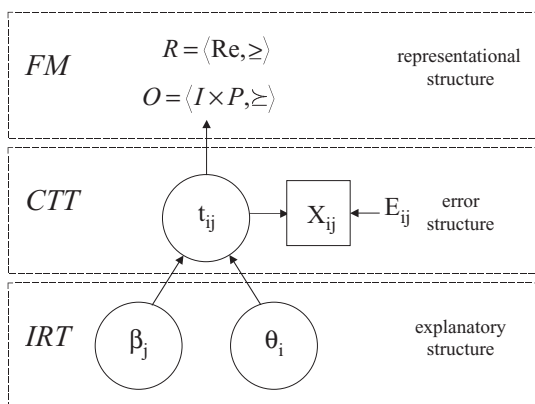 FM
R = ⟨Re, ≥⟩
O = ⟨I × P, ≽⟩
representational
structure
CTT
t_ij
X_ij
E_ij
error
structure
IRT
β_j
θ_i
explanatory
structure